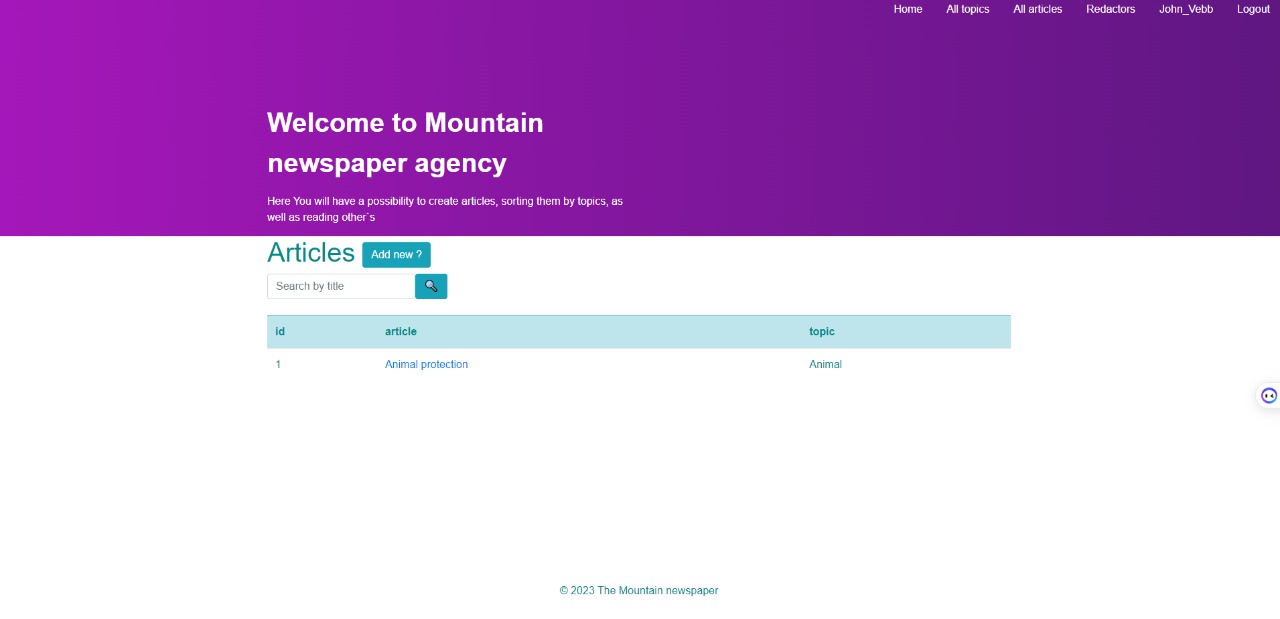 Home All topics All articles Redactors John_Vebb Logout
Welcome to Mountain
newspaper agency
Here You will have a possibility to create articles, sorting them by topics, as
well as reading other`s
Articles Add new ?
Search by title
id article topic
1 Animal protection Animal
© 2023 The Mountain newspaper